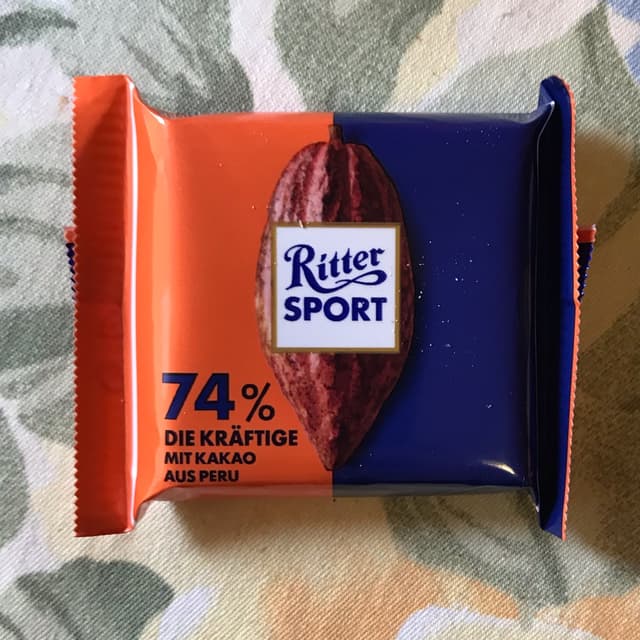 Ritter
SPORT
74%
DIE KRÄFTIGE
MIT KAKAO
AUS PERU